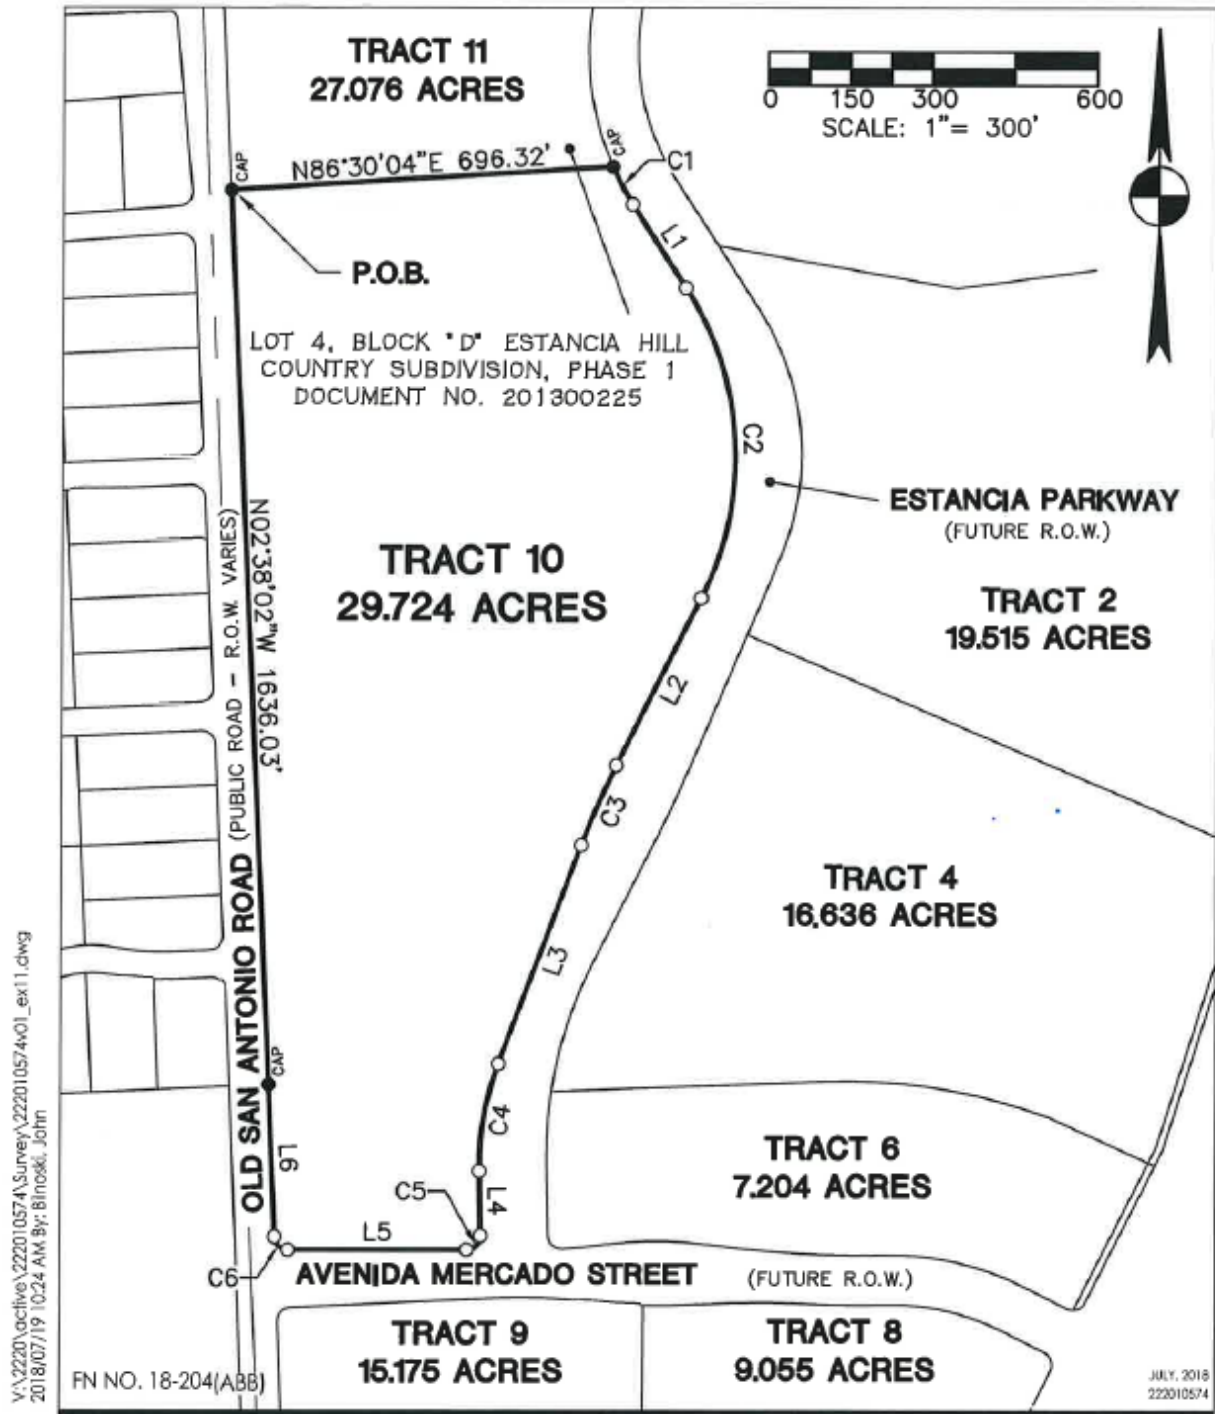 TRACT 11
27.076 ACRES
0 150 300 600
SCALE: 1"= 300'
CAP
N86°30'04"E 696.32'
CAP
C1
L1
P.O.B.
LOT 4, BLOCK "D" ESTANCIA HILL
COUNTRY SUBDIVISION, PHASE 1
DOCUMENT NO. 201300225
C2
ESTANCIA PARKWAY
(FUTURE R.O.W.)
TRACT 10
29.724 ACRES
TRACT 2
19.515 ACRES
N02°38'02"W 1636.03'
OLD SAN ANTONIO ROAD (PUBLIC ROAD - R.O.W. VARIES)
L2
C3
TRACT 4
16.636 ACRES
L3
CAP
C4
L6
TRACT 6
7.204 ACRES
C5
L4
L5
C6
AVENIDA MERCADO STREET (FUTURE R.O.W.)
TRACT 9
15.175 ACRES
TRACT 8
9.055 ACRES
FN NO. 18-204(ABB)
JULY, 2018
222010574
V:\2220\active\222010574\Survey\222010574v01_ex11.dwg
2018/07/19 10:24 AM By: Binoski, John